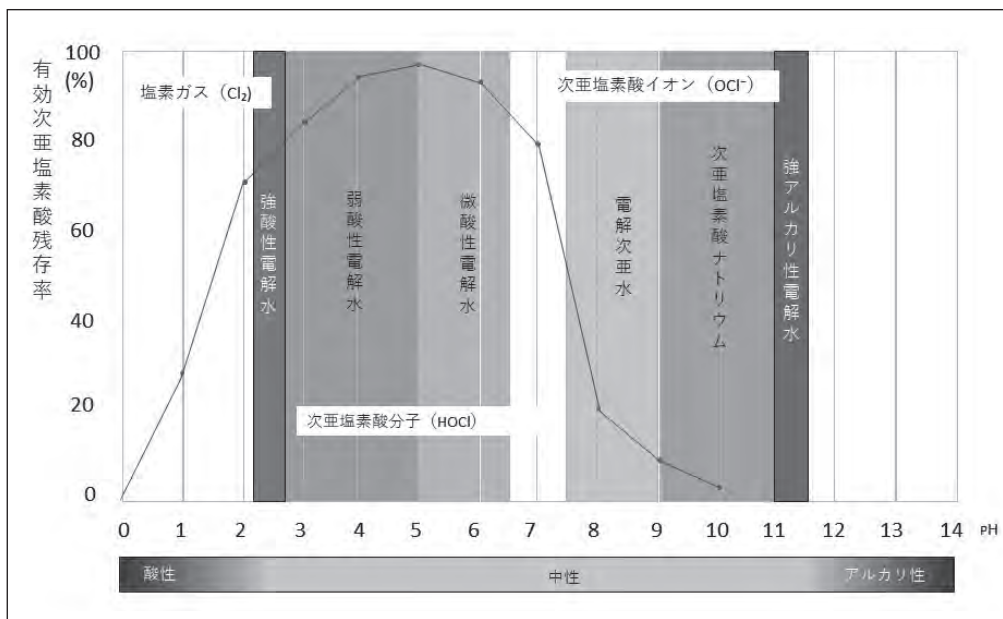 有効次亜塩素酸残存率
100
(%)
80
60
40
20
0
塩素ガス（Cl₂）
次亜塩素酸イオン（OCl⁻）
強酸性電解水
弱酸性電解水
微酸性電解水
電解次亜水
次亜塩素酸ナトリウム
強アルカリ性電解水
次亜塩素酸分子（HOCl）
0 1 2 3 4 5 6 7 8 9 10 11 12 13 14 PH
酸性 中性 アルカリ性